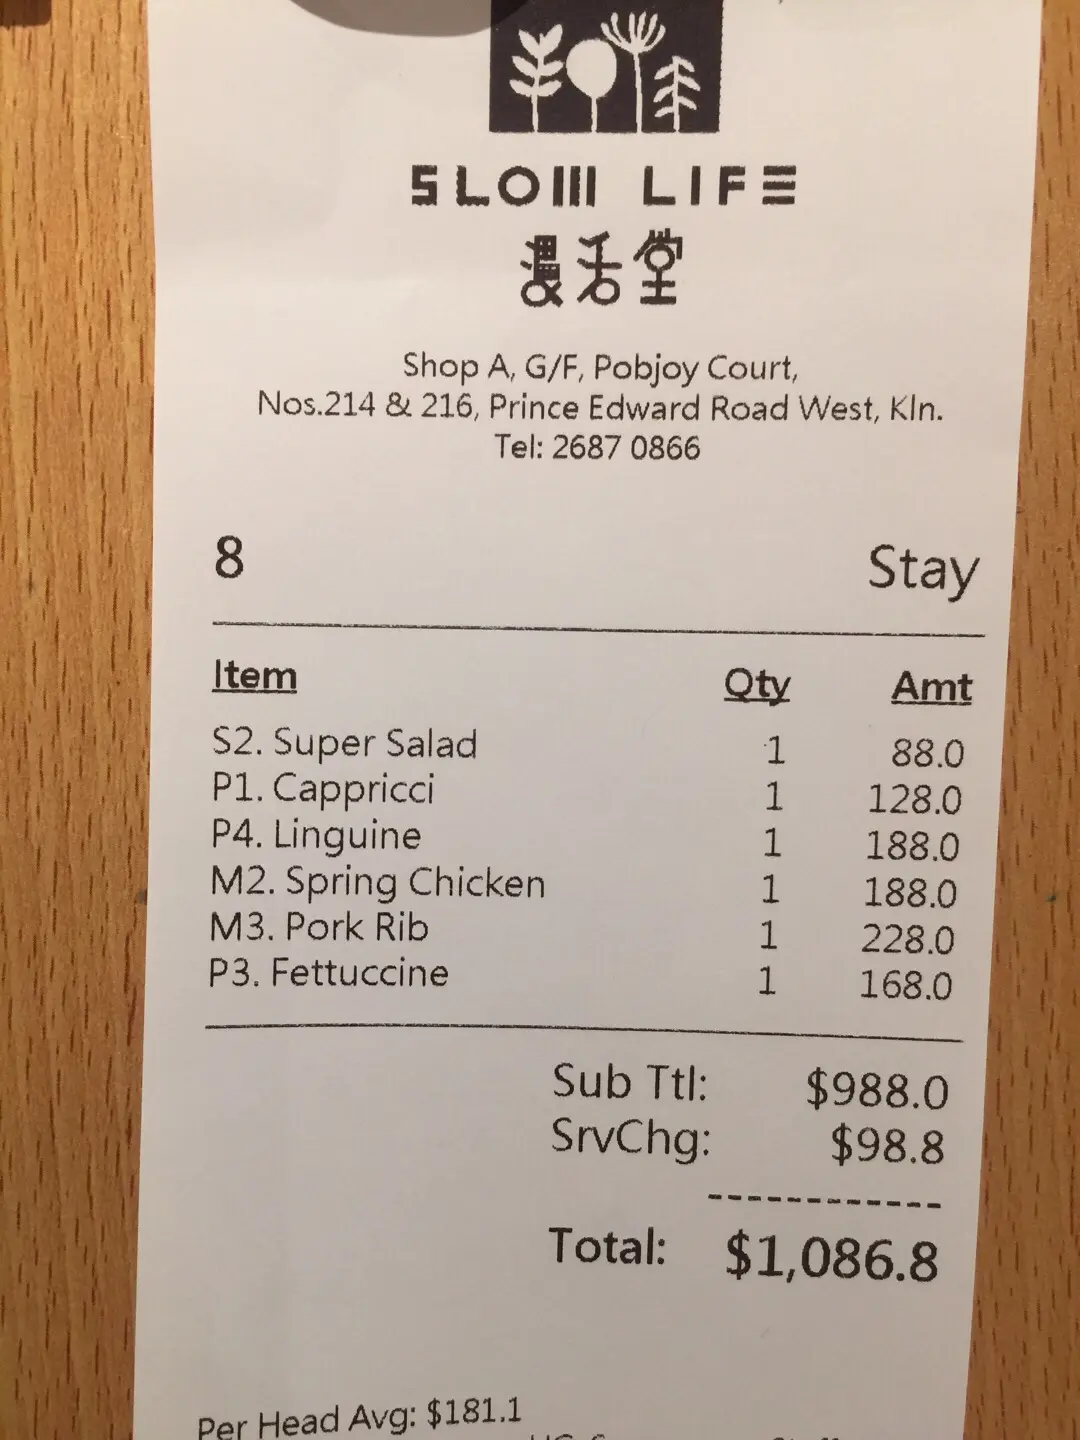 SLOW LIFE
漫活堂
Shop A, G/F, Pobjoy Court,
Nos.214 & 216, Prince Edward Road West, Kln.
Tel: 2687 0866
8 Stay
Item Qty Amt
S2. Super Salad 1 88.0
P1. Cappricci 1 128.0
P4. Linguine 1 188.0
M2. Spring Chicken 1 188.0
M3. Pork Rib 1 228.0
P3. Fettuccine 1 168.0
Sub Ttl: $988.0
SrvChg: $98.8
Total: $1,086.8
Per Head Avg: $181.1